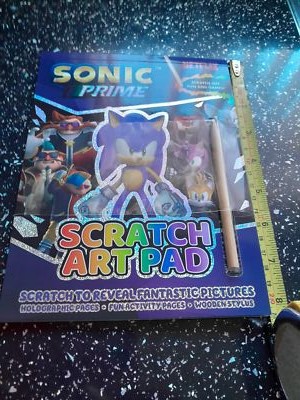 SONIC
PRIME
SCRATCH
ART PAD
SCRATCH TO REVEAL FANTASTIC PICTURES
HOLOGRAPHIC PAGES • FUN ACTIVITY PAGES • WOODEN STYLUS